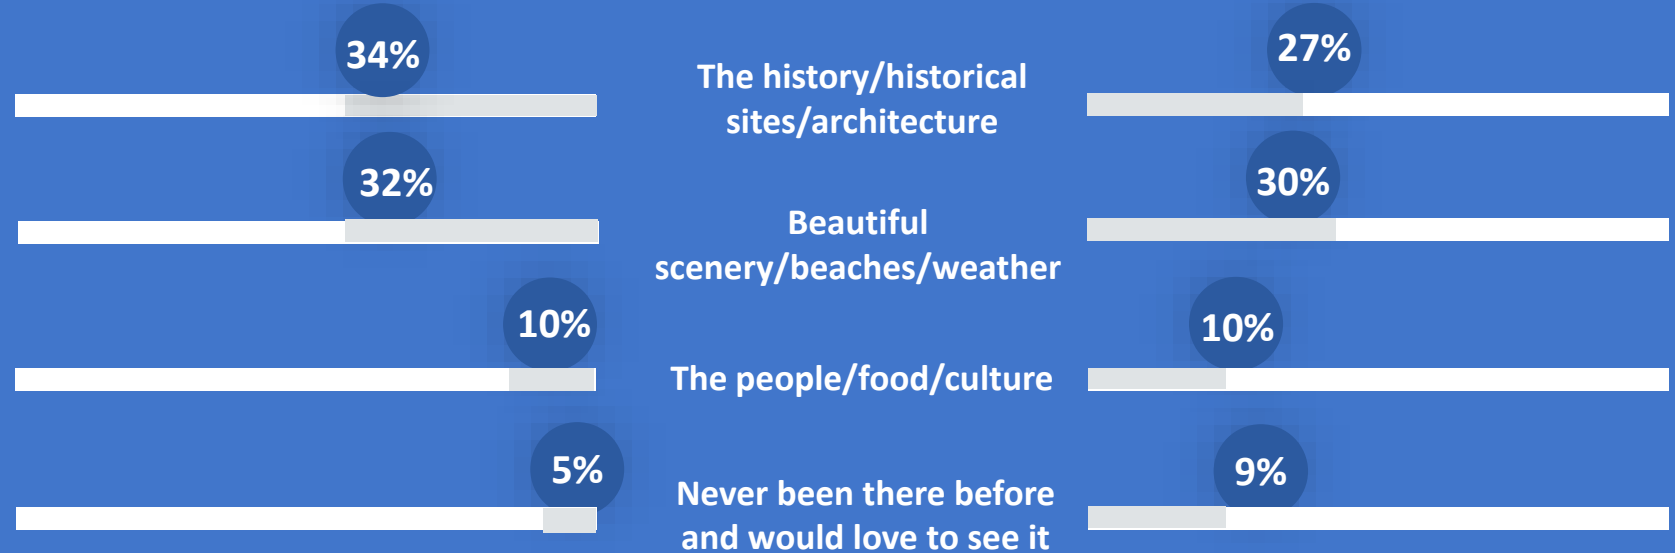 34%
The history/historical
sites/architecture
27%
32%
Beautiful
scenery/beaches/weather
30%
10%
The people/food/culture
10%
5%
Never been there before
and would love to see it
9%